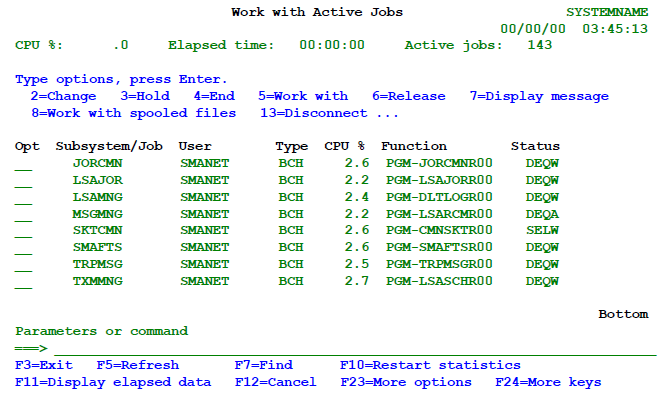 Work with Active Jobs SYSTEMNAME
00/00/00 03:45:13
CPU %: .0 Elapsed time: 00:00:00 Active jobs: 143
Type options, press Enter.
2=Change 3=Hold 4=End 5=Work with 6=Release 7=Display message
8=Work with spooled files 13=Disconnect ...
Opt Subsystem/Job User Type CPU % Function Status
__ JORCMN SMANET BCH 2.6 PGM-JORCMNR00 DEQW
__ LSAJOR SMANET BCH 2.2 PGM-LSAJORR00 DEQW
__ LSAMNG SMANET BCH 2.4 PGM-DLTLOGR00 DEQW
__ MSGMNG SMANET BCH 2.2 PGM-LSARCMR00 DEQA
__ SKTCMN SMANET BCH 2.6 PGM-CMNSKTR00 SELW
__ SMAFTS SMANET BCH 2.6 PGM-SMAFTSR00 DEQW
__ TRPMSG SMANET BCH 2.5 PGM-TRPMSGR00 DEQW
__ TXMMNG SMANET BCH 2.7 PGM-LSASCHR00 DEQW
Bottom
Parameters or command
===>
F3=Exit F5=Refresh F7=Find F10=Restart statistics
F11=Display elapsed data F12=Cancel F23=More options F24=More keys